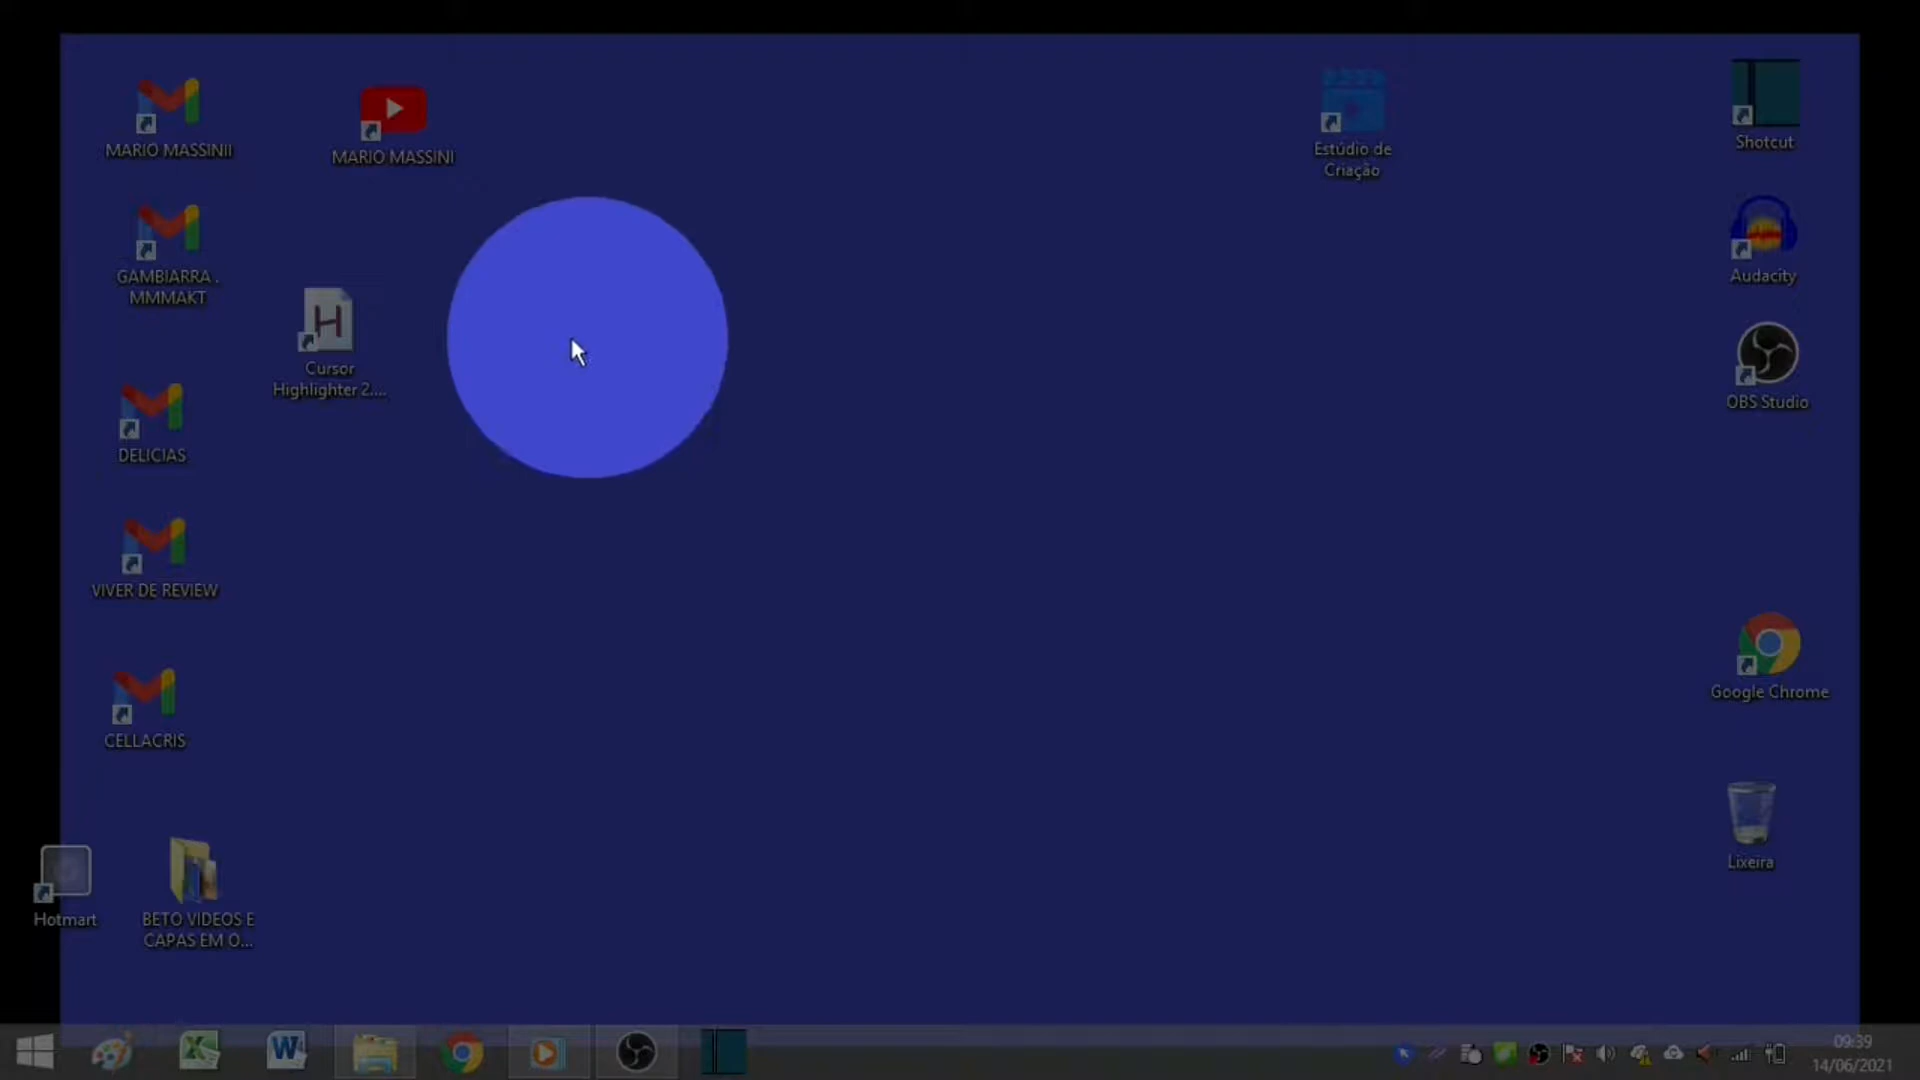 MARIO MASSINII
MARIO MASSINI
Estúdio de
Criação
Shotcut
GAMBIARRA .
MMMAKT
Audacity
H
Cursor
Highlighter 2....
OBS Studio
DELICIAS
VIVER DE REVIEW
Google Chrome
CELLACRIS
Lixeira
Hotmart
BETO VIDEOS E
CAPAS EM O...
09:39
14/06/2021